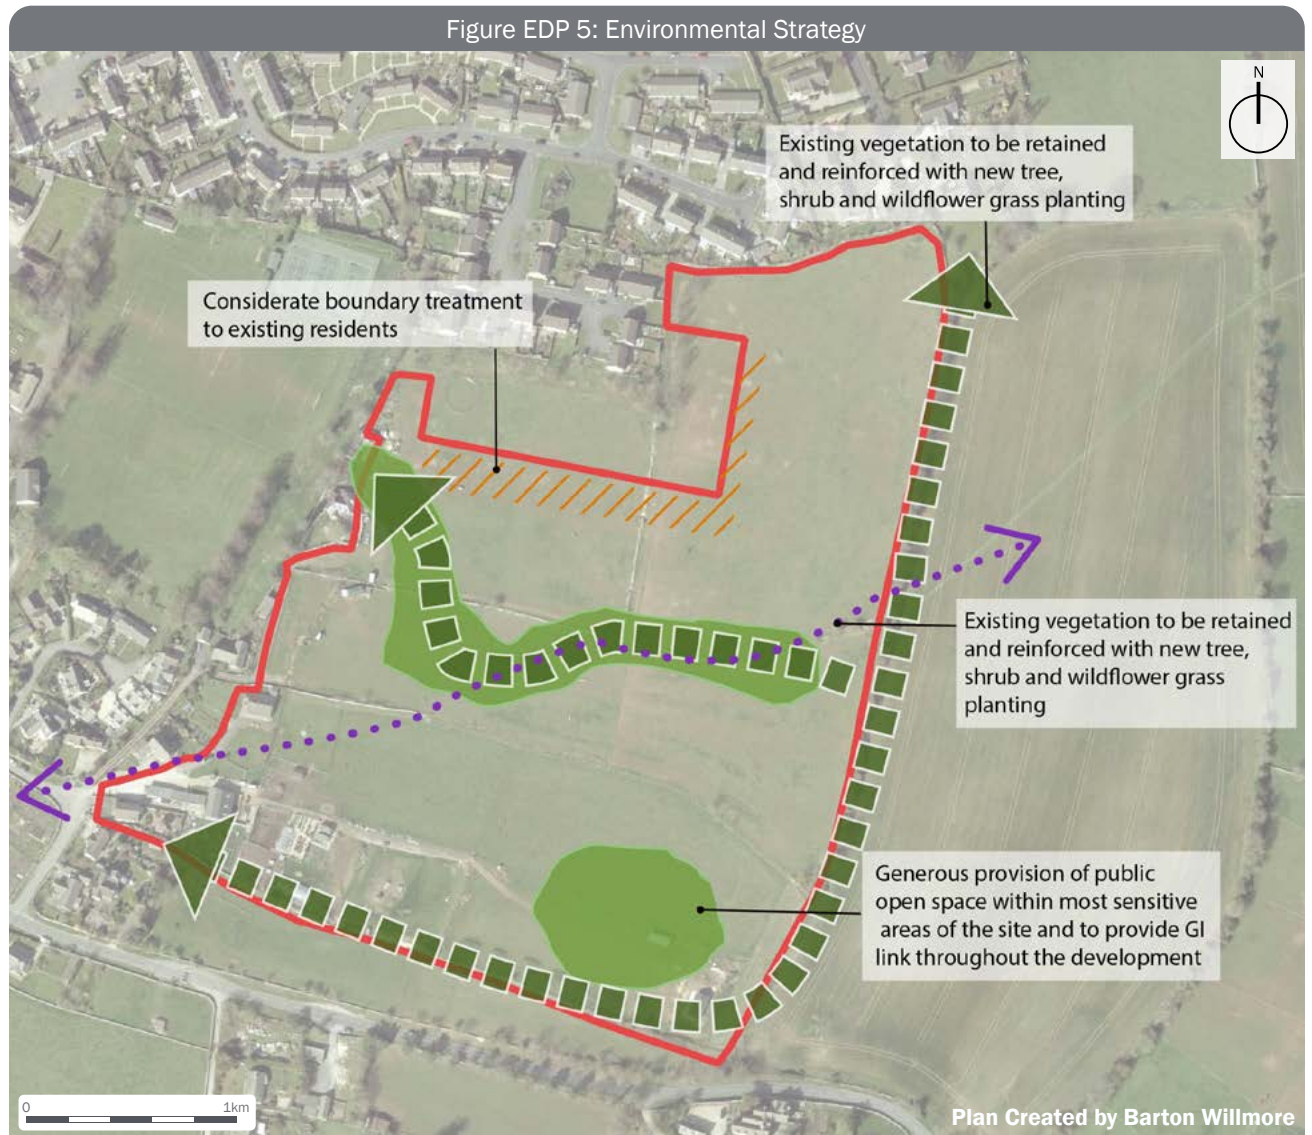 Figure EDP 5: Environmental Strategy
N
Existing vegetation to be retained
and reinforced with new tree,
shrub and wildflower grass planting
Considerate boundary treatment
to existing residents
Existing vegetation to be retained
and reinforced with new tree,
shrub and wildflower grass
planting
Generous provision of public
open space within most sensitive
areas of the site and to provide GI
link throughout the development
0 1km
Plan Created by Barton Willmore